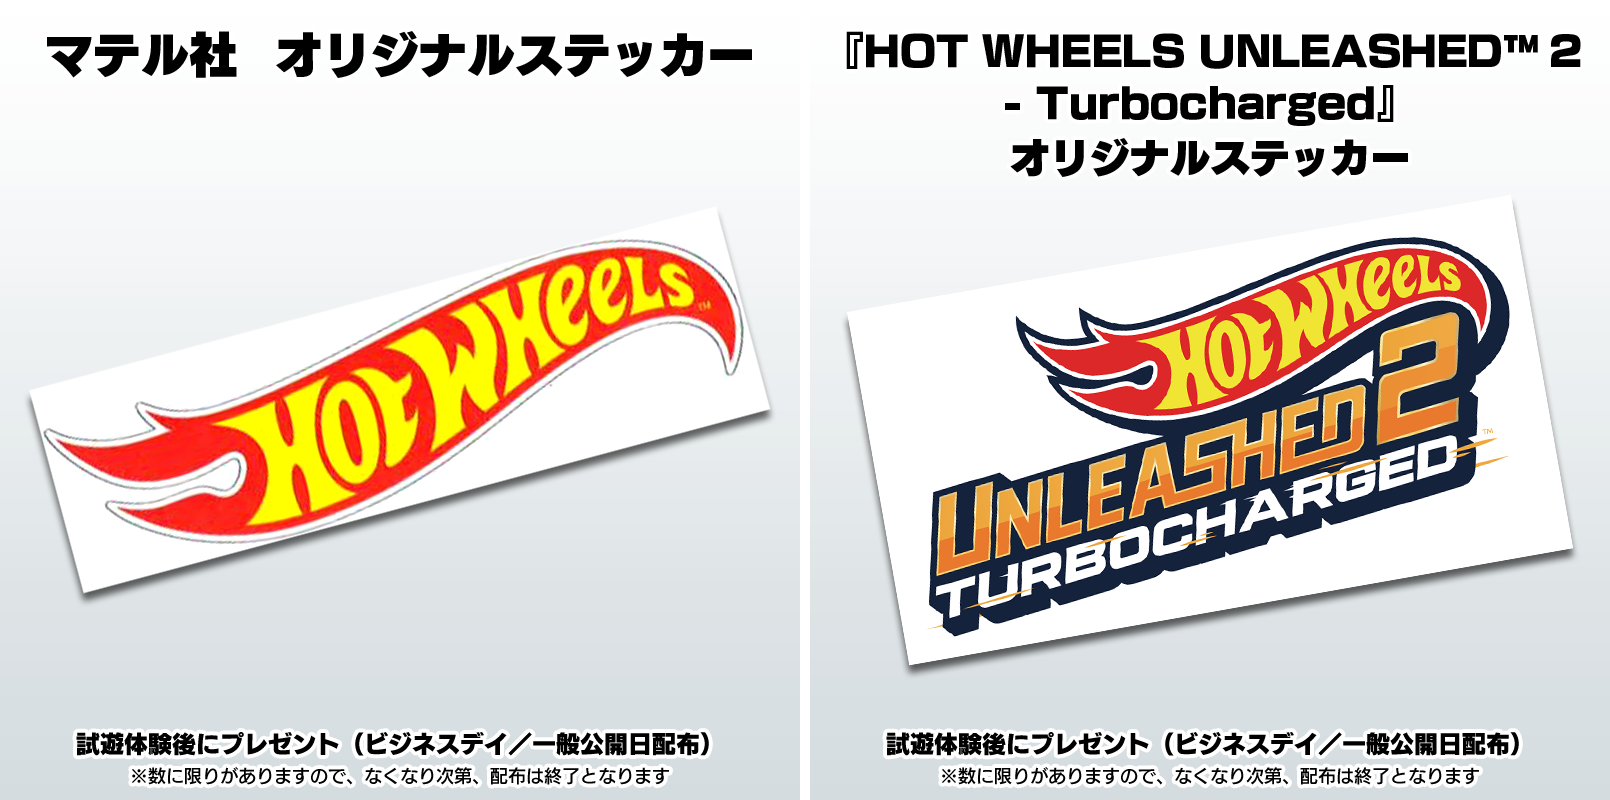 マテル社 オリジナルステッカー
HOT WHEELS
TM
試遊体験後にプレゼント（ビジネスデイ／一般公開日配布）
※数に限りがありますので、なくなり次第、配布は終了となります
『HOT WHEELS UNLEASHED™ 2
- Turbocharged』
オリジナルステッカー
HOT WHEELS
UNLEASHED 2
TM
TURBOCHARGED
試遊体験後にプレゼント（ビジネスデイ／一般公開日配布）
※数に限りがありますので、なくなり次第、配布は終了となります